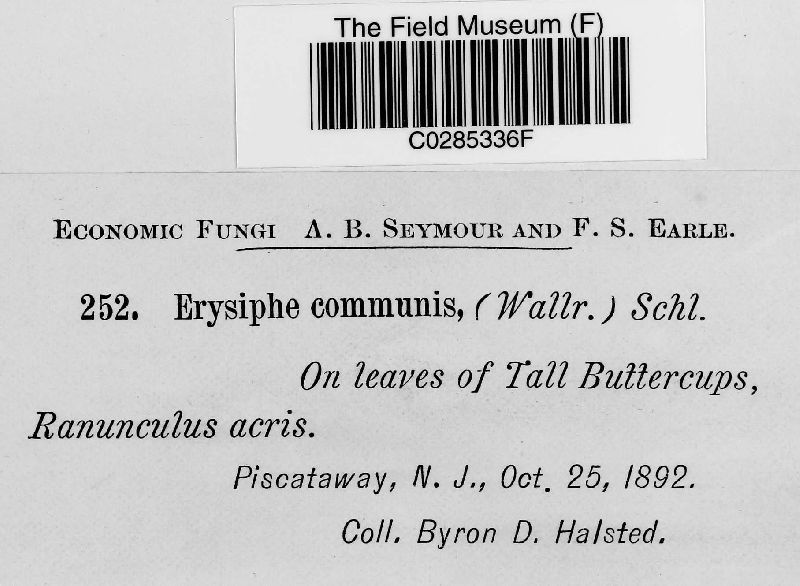 The Field Museum (F)
C0285336F
Economic Fungi A. B. Seymour and F. S. Earle.
252. Erysiphe communis, (Wallr.) Schl.
On leaves of Tall Buttercups,
Ranunculus acris.
Piscataway, N. J., Oct. 25, 1892.
Coll. Byron D. Halsted.